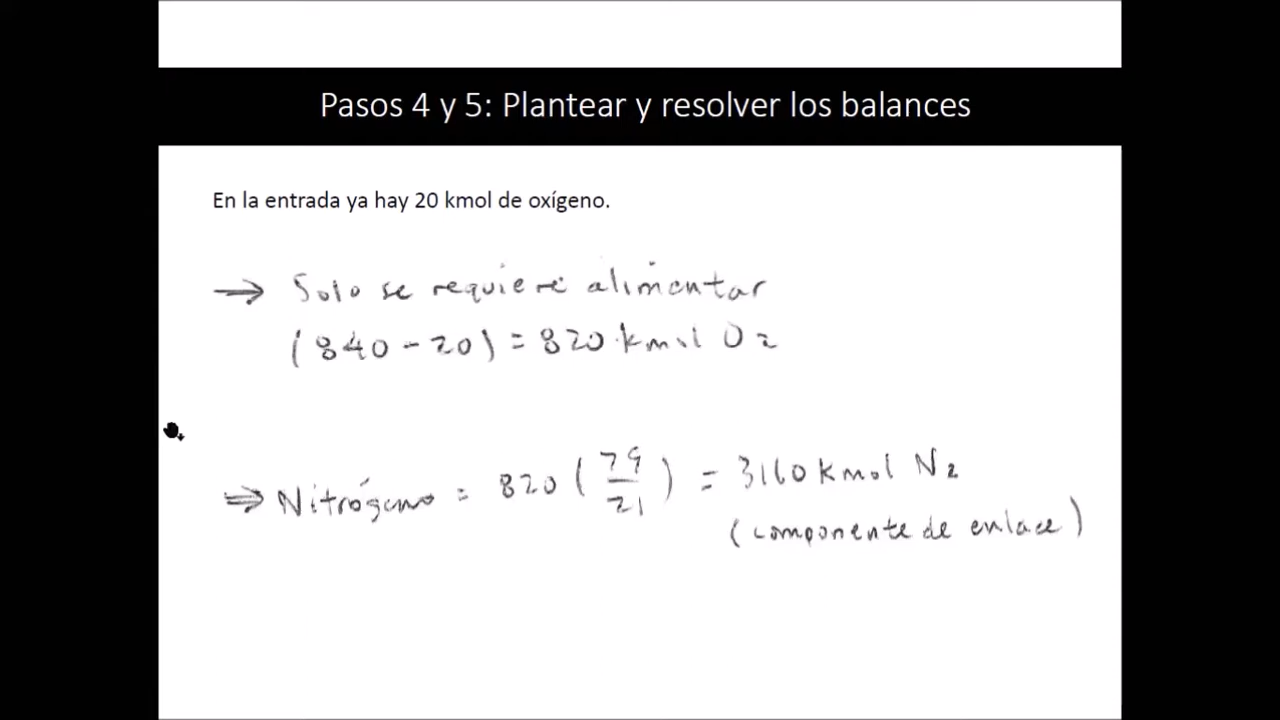 Pasos 4 y 5: Plantear y resolver los balances
En la entrada ya hay 20 kmol de oxígeno.
→ Solo se requiere alimentar
(840 - 20) = 820 kmol O2
⇒ Nitrógeno = 820 (79/21) = 3160 kmol N2
(componente de enlace)